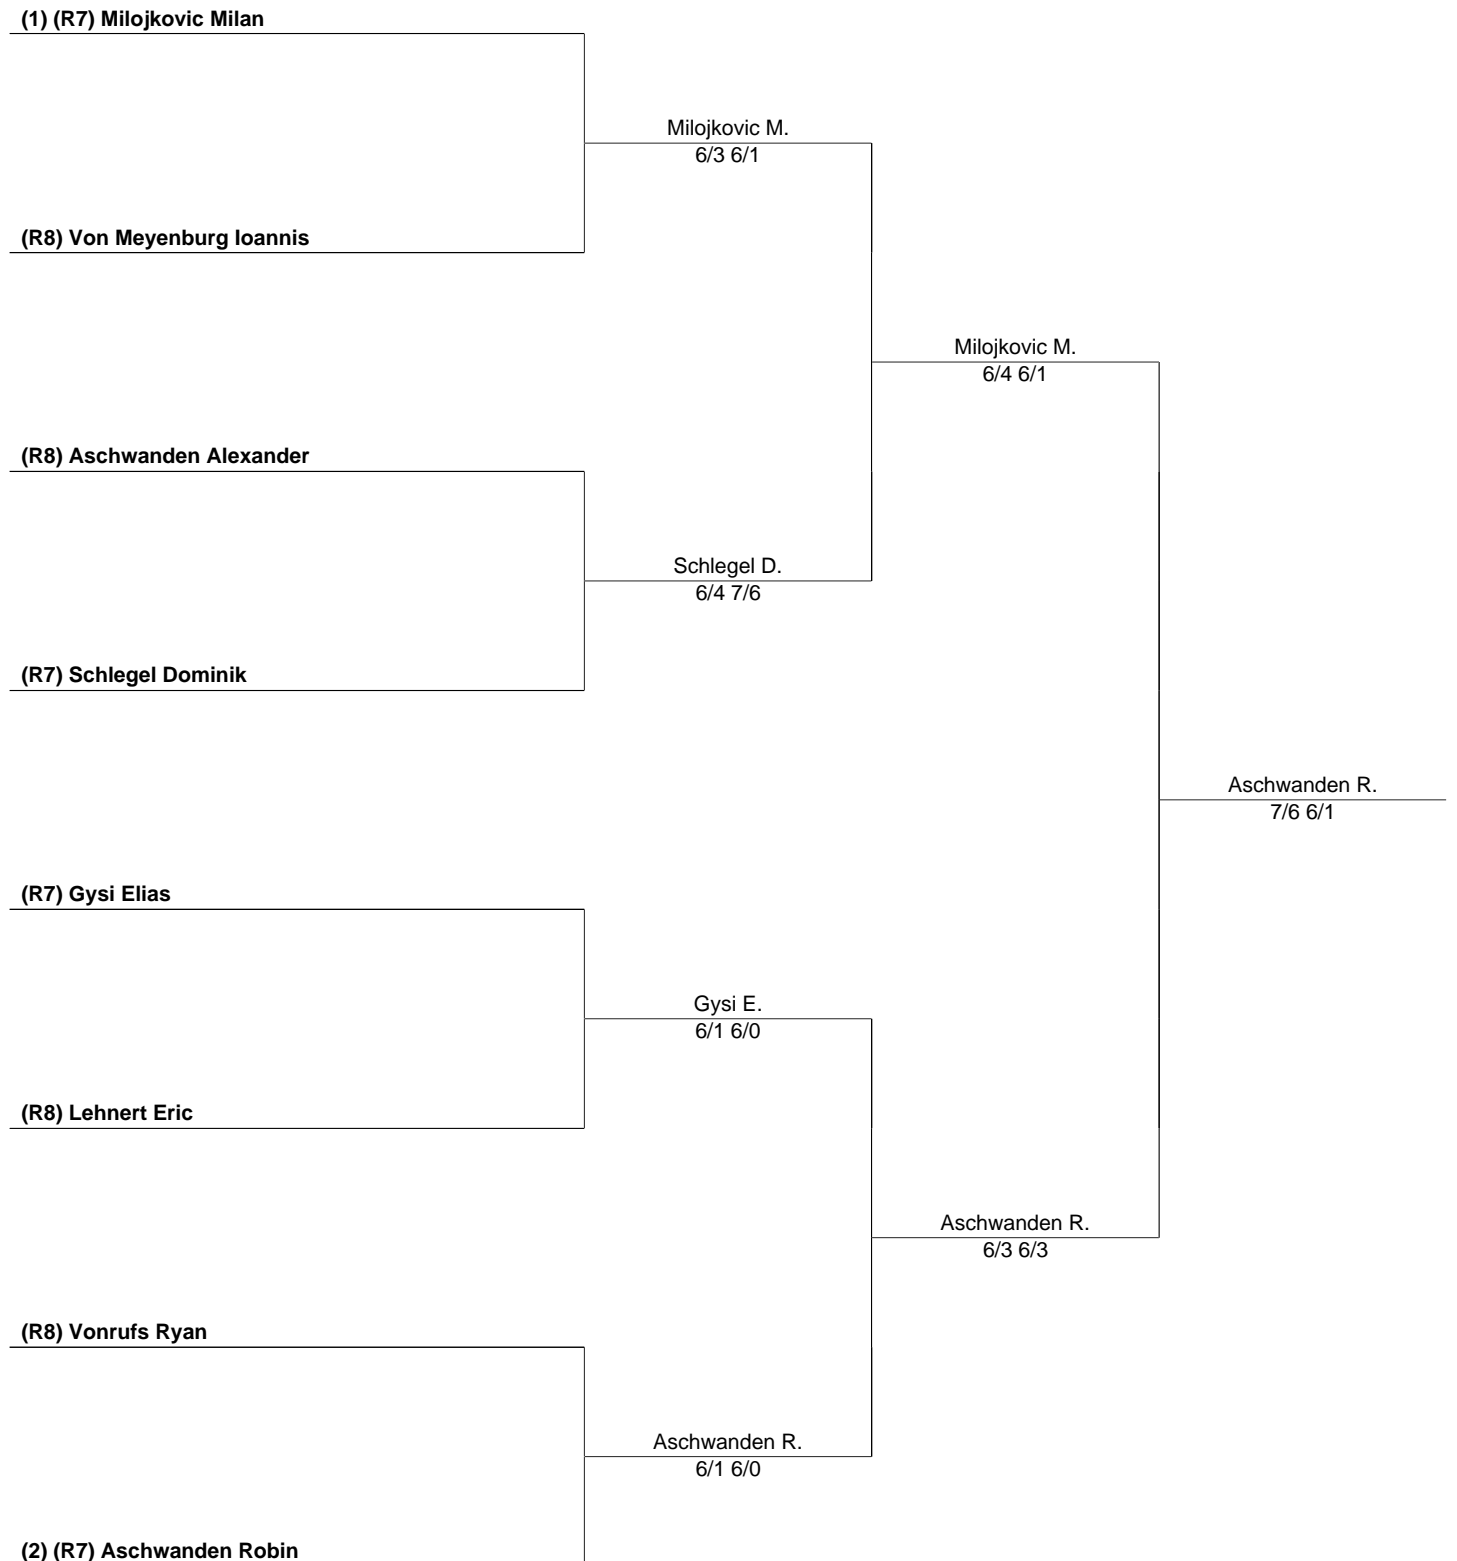 (1) (R7) Milojkovic Milan
Milojkovic M.
6/3 6/1
(R8) Von Meyenburg Ioannis
Milojkovic M.
6/4 6/1
(R8) Aschwanden Alexander
Schlegel D.
6/4 7/6
(R7) Schlegel Dominik
Aschwanden R.
7/6 6/1
(R7) Gysi Elias
Gysi E.
6/1 6/0
(R8) Lehnert Eric
Aschwanden R.
6/3 6/3
(R8) Vonrufs Ryan
Aschwanden R.
6/1 6/0
(2) (R7) Aschwanden Robin